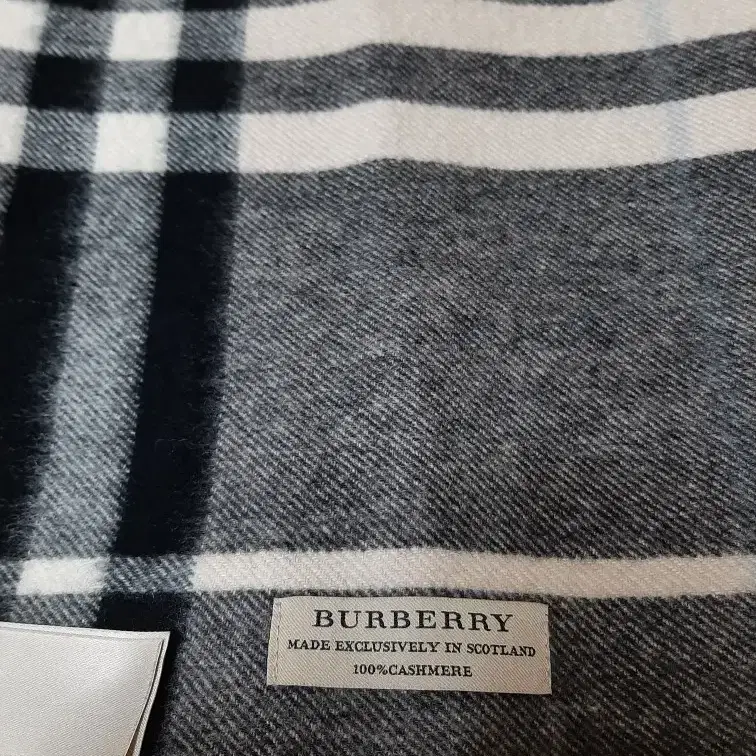 BURBERRY
MADE EXCLUSIVELY IN SCOTLAND
100%CASHMERE